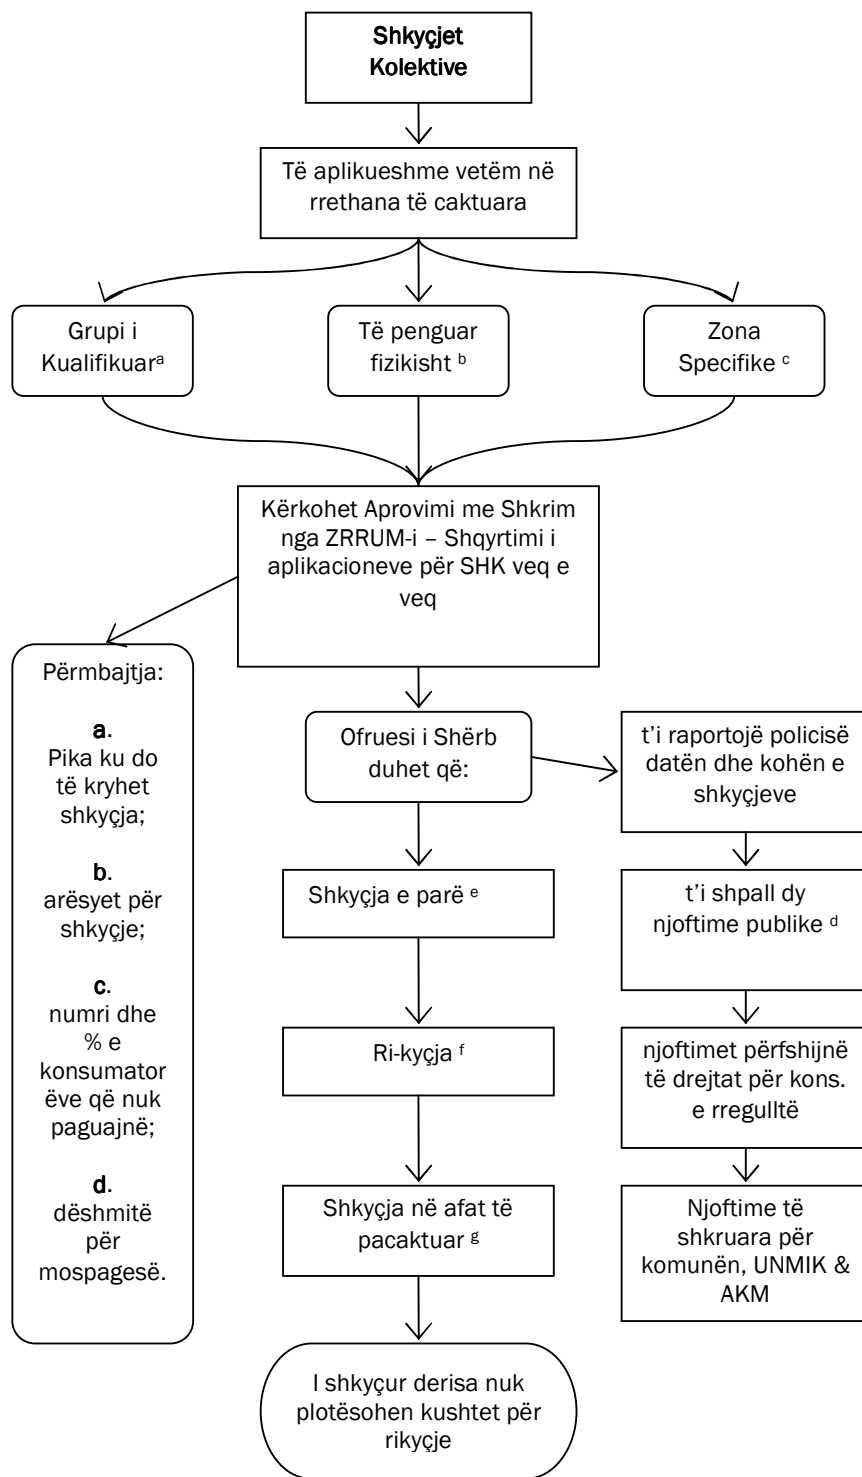 Shkyçjet
Kolektive
Të aplikueshme vetëm në
rrethana të caktuara
Grupi i
Kualifikuar a
Të penguar
fizikisht b
Zona
Specifike c
Kërkohet Aprovimi me Shkrim
nga ZRRUM-i – Shqyrtimi i
aplikacioneve për SHK veq e
veq
Përmbajtja:
a.
Pika ku do
të kryhet
shkyçja;
b.
arësyet për
shkyçje;
c.
numri dhe
% e
konsumator
ëve që nuk
paguajnë;
d.
dëshmitë
për
mospagesë.
Ofruesi i Shërb
duhet që:
Shkyçja e parë e
Ri-kyçja f
Shkyçja në afat të
pacaktuar g
I shkyçur derisa nuk
plotësohen kushtet për
rikyçje
t’i raportojë policisë
datën dhe kohën e
shkyçjeve
t’i shpall dy
njoftime publike d
njoftimet përfshijnë
të drejtat për kons.
e rregulltë
Njoftime të
shkruara për
komunën, UNMIK &
AKM